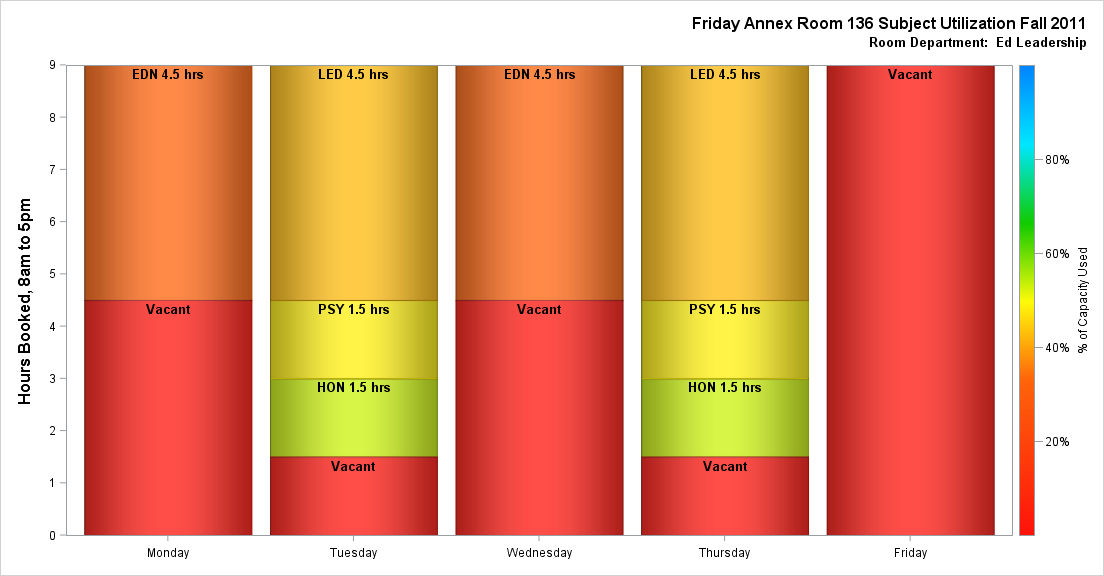 Friday Annex Room 136 Subject Utilization Fall 2011
Room Department:  Ed Leadership
Hours Booked, 8am to 5pm
9
8
7
6
5
4
3
2
1
0
EDN 4.5 hrs
Vacant
LED 4.5 hrs
PSY 1.5 hrs
HON 1.5 hrs
Vacant
EDN 4.5 hrs
Vacant
LED 4.5 hrs
PSY 1.5 hrs
HON 1.5 hrs
Vacant
Vacant
Monday
Tuesday
Wednesday
Thursday
Friday
80%
60%
40%
20%
% of Capacity Used